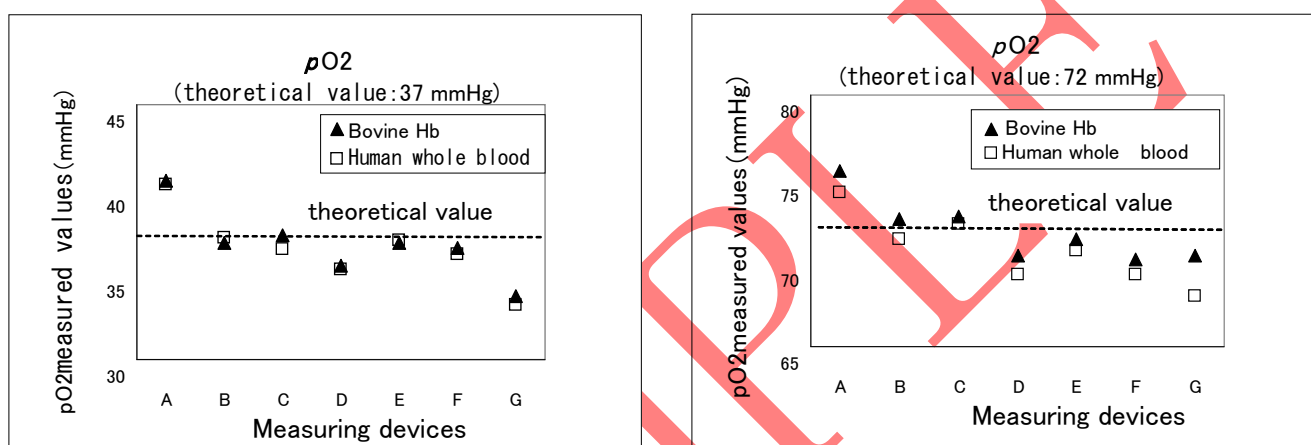 pO2
(theoretical value:37 mmHg)
pO2measured values(mmHg)
45
40
35
30
▲ Bovine Hb
□ Human whole blood
theoretical value
A B C D E F G
Measuring devices
pO2
(theoretical value:72 mmHg)
pO2measured values(mmHg)
80
75
70
65
▲ Bovine Hb
□ Human whole blood
theoretical value
A B C D E F G
Measuring devices